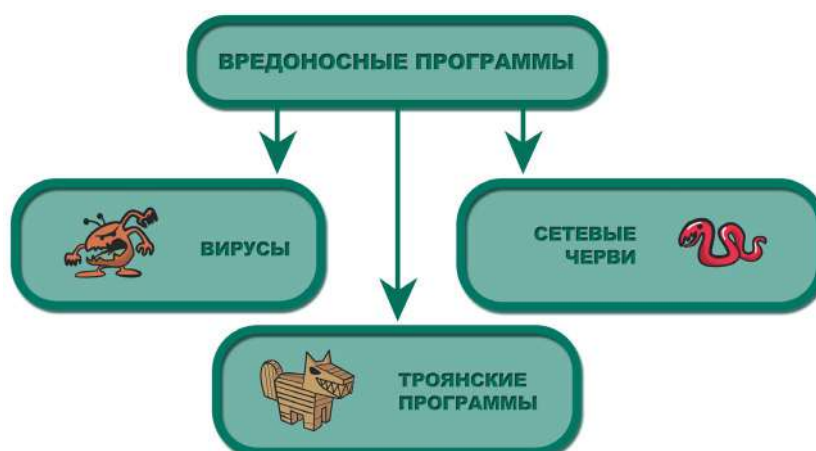 ВРЕДОНОСНЫЕ ПРОГРАММЫ
ВИРУСЫ
СЕТЕВЫЕ
ЧЕРВИ
ТРОЯНСКИЕ
ПРОГРАММЫ